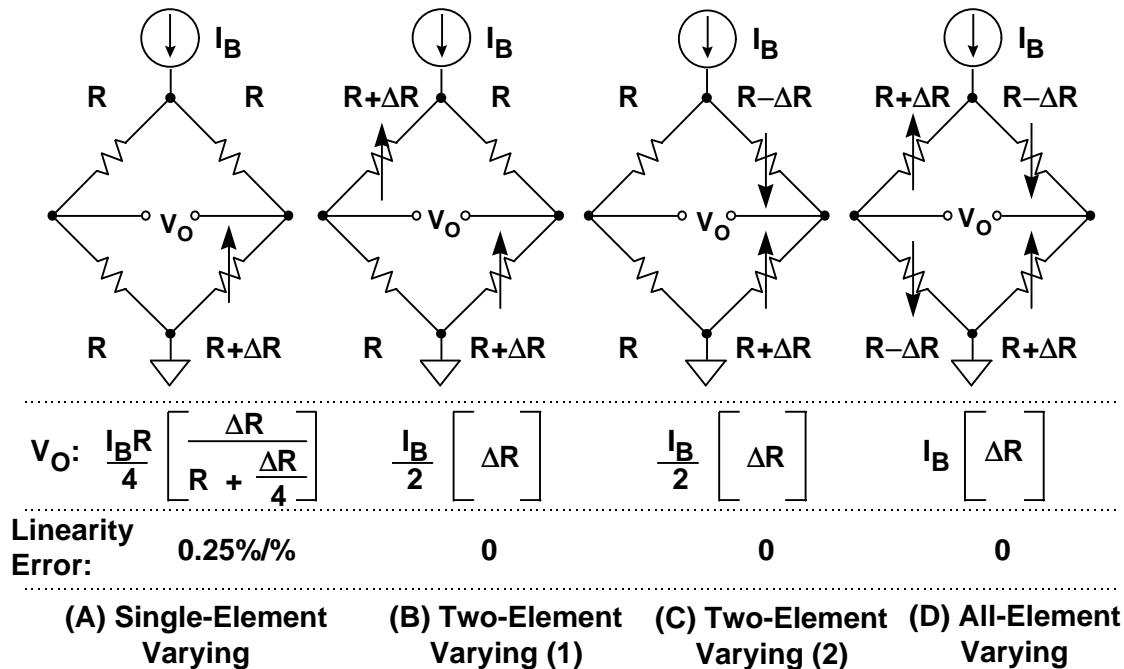 I_B I_B I_B I_B
R R R+ΔR R R R−ΔR R+ΔR R−ΔR
V_O V_O V_O V_O
R R+ΔR R R+ΔR R R+ΔR R−ΔR R+ΔR
V_O: I_BR/4 [ΔR / (R + ΔR/4)] I_B/2 [ΔR] I_B/2 [ΔR] I_B [ΔR]
Linearity
Error: 0.25%/% 0 0 0
(A) Single-Element (B) Two-Element (C) Two-Element (D) All-Element
Varying Varying (1) Varying (2) Varying